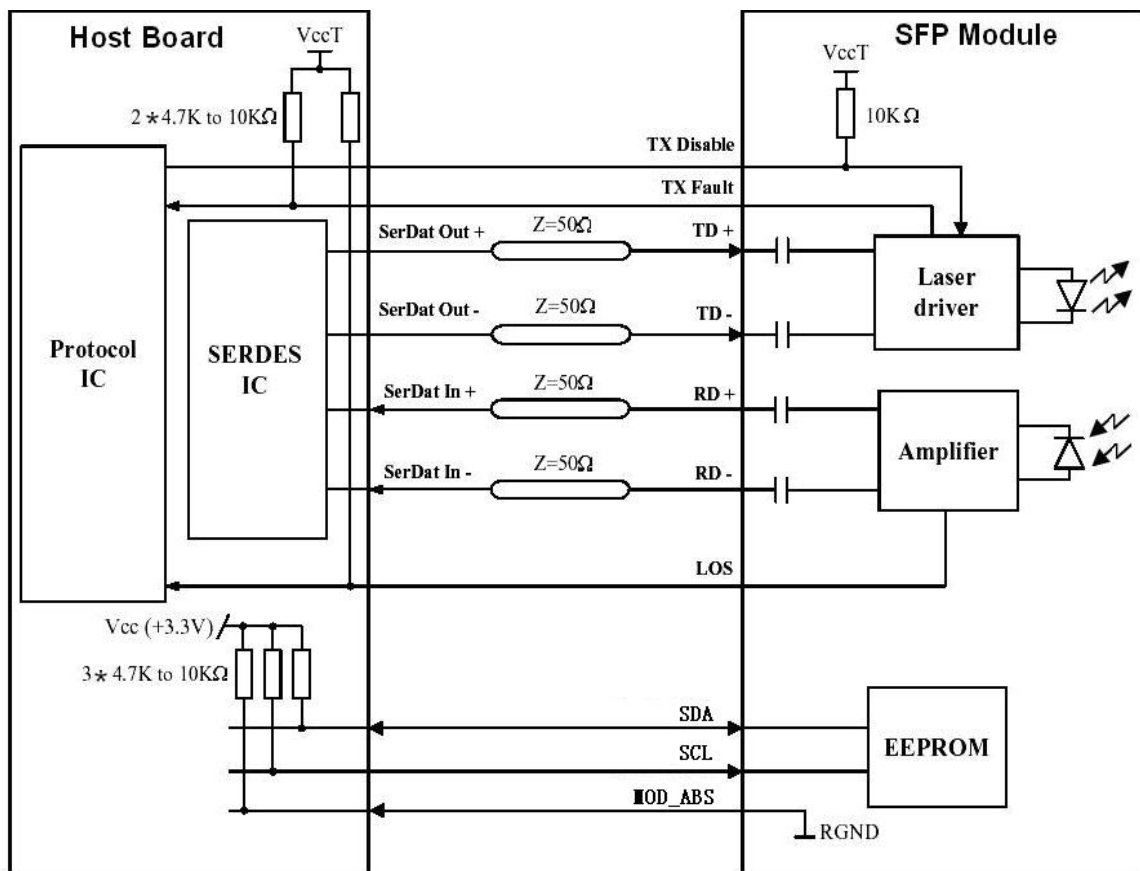 Host Board
SFP Module
VccT
VccT
2*4.7K to 10KΩ
10K Ω
TX Disable
TX Fault
SerDat Out +
Z=50Ω
TD +
SerDat Out -
Z=50Ω
TD -
Laser
driver
Protocol
IC
SERDES
IC
SerDat In +
Z=50Ω
RD +
SerDat In -
Z=50Ω
RD -
Amplifier
LOS
Vcc (+3.3V)
3* 4.7K to 10KΩ
SDA
SCL
MOD_ABS
EEPROM
RGND